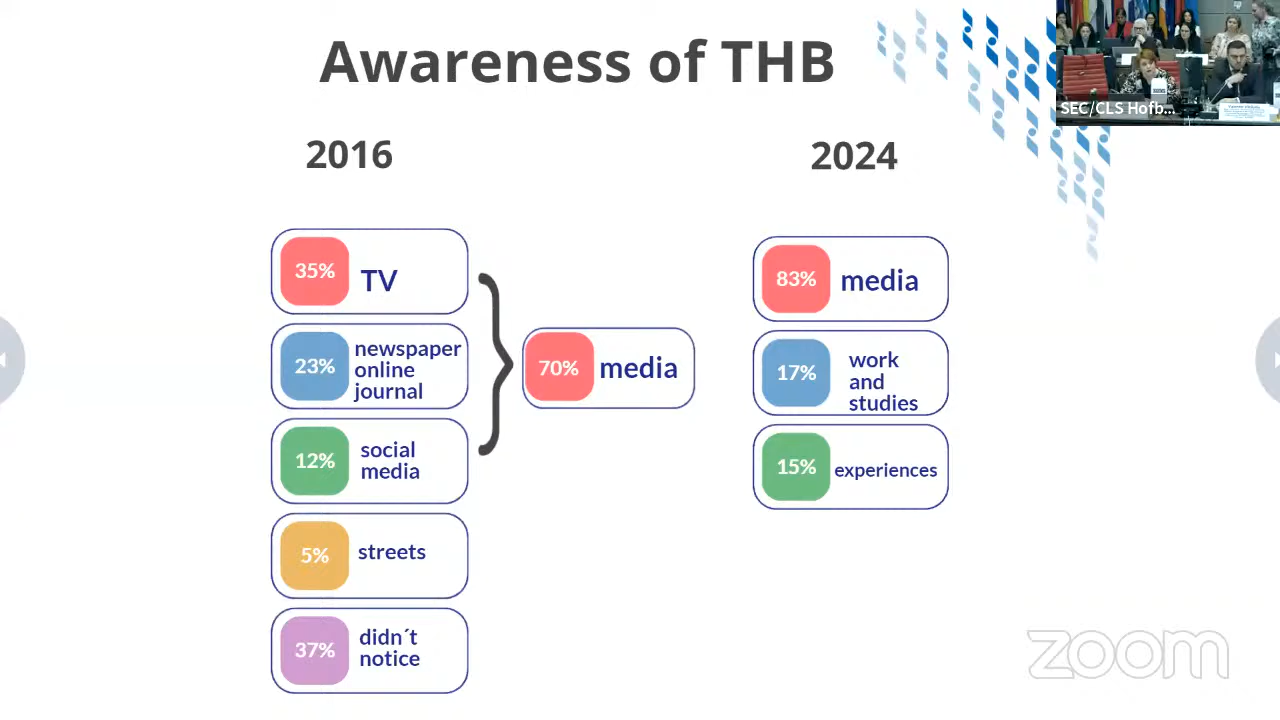 Awareness of THB
SEC/CLS Hofb...
2016
2024
35%
TV
23%
newspaper
online
journal
12%
social
media
5%
streets
37%
didn´t
notice
70%
media
83%
media
17%
work
and
studies
15%
experiences
zoom